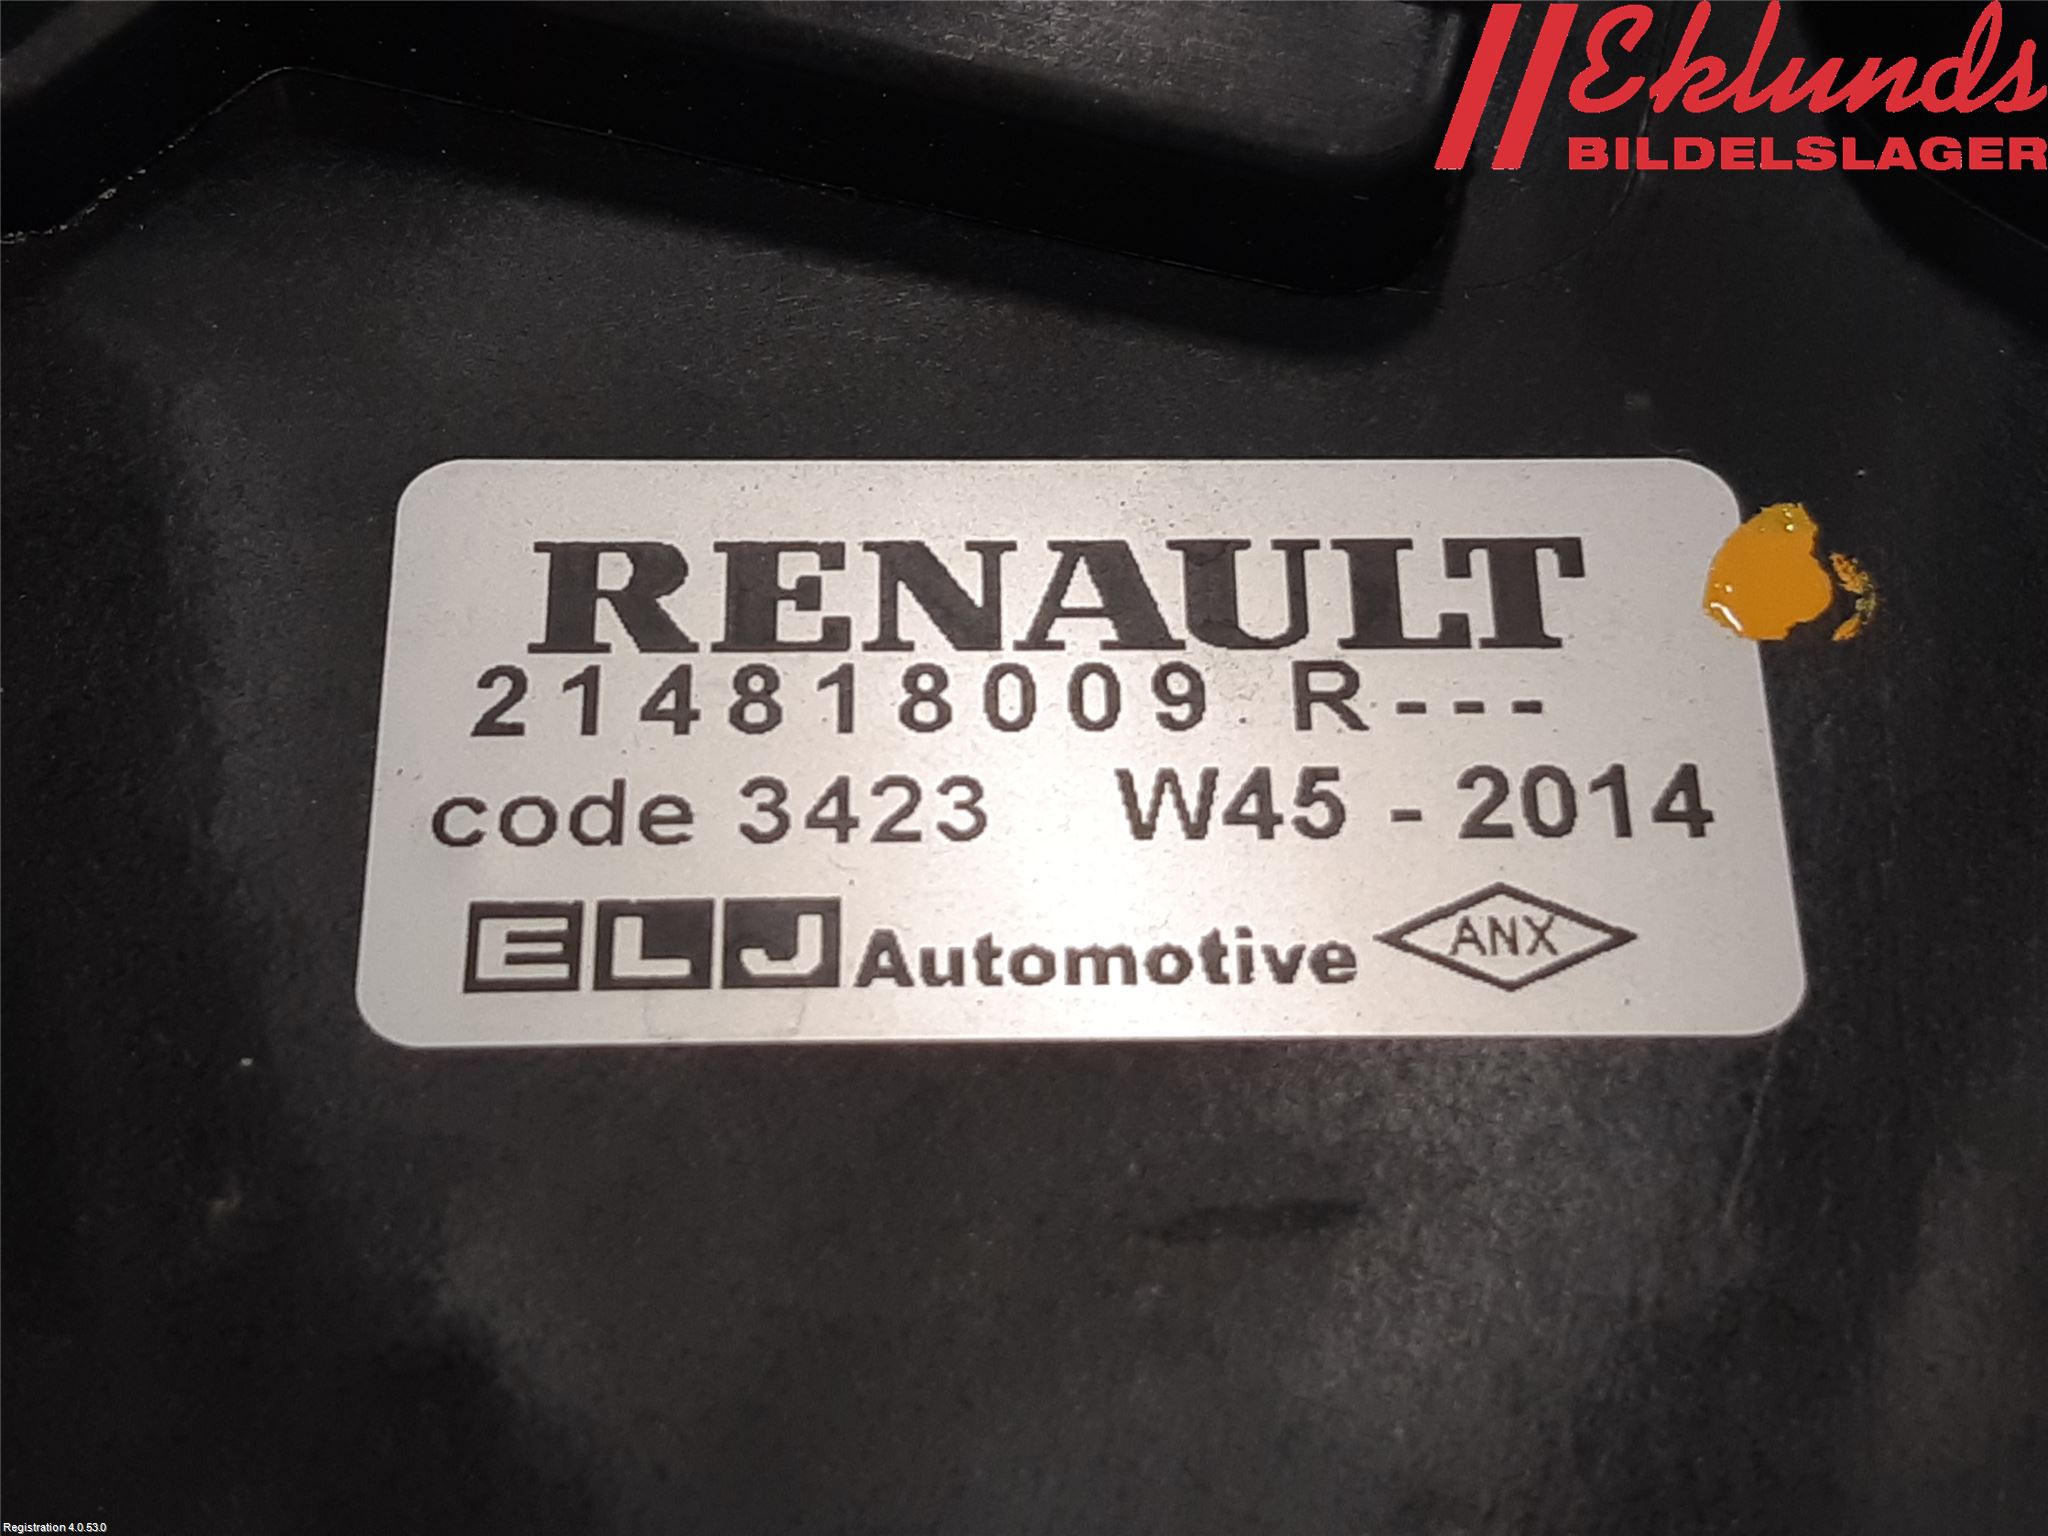 Eklunds
BILDELSLAGER
RENAULT
214818009 R---
code 3423 W45 - 2014
ELJ Automotive ANX
Registration 4.0.53.0